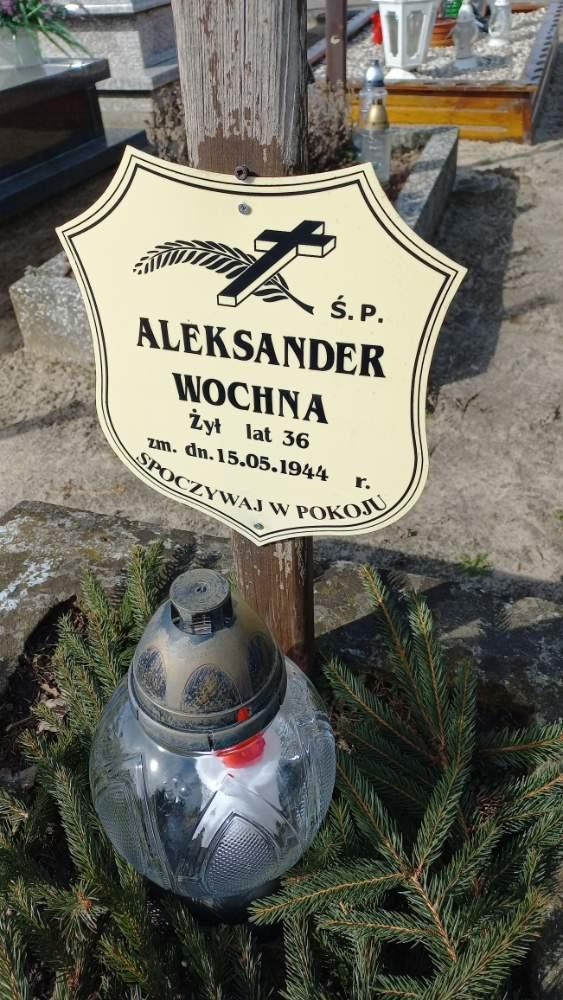 Ś.P.
ALEKSANDER
WOCHNA
Żył lat 36
zm. dn. 15.05.1944 r.
SPOCZYWAJ W POKOJU